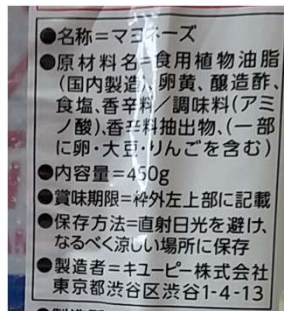 ●名称=マヨネーズ
●原材料名=食用植物油脂
(国内製造)、卵黄、醸造酢、
食塩、香辛料/調味料(アミ
ノ酸)、香辛料抽出物、(一部
に卵・大豆・りんごを含む)
●内容量=450g
●賞味期限=枠外左上部に記載
●保存方法=直射日光を避け、
なるべく涼しい場所に保存
●製造者=キユーピー株式会社
東京都渋谷区渋谷1-4-13